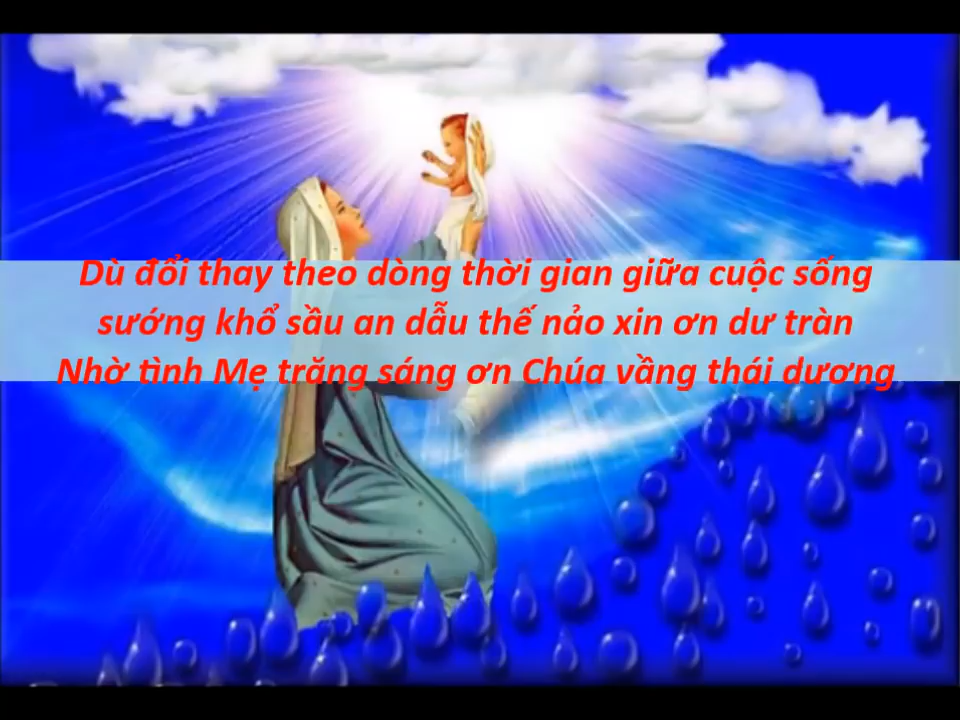 Dù đổi thay theo dòng thời gian giữa cuộc sống
sướng khổ sầu an dẫu thế nảo xin ơn dư tràn
Nhờ tình Mẹ trăng sáng ơn Chúa vầng thái dương